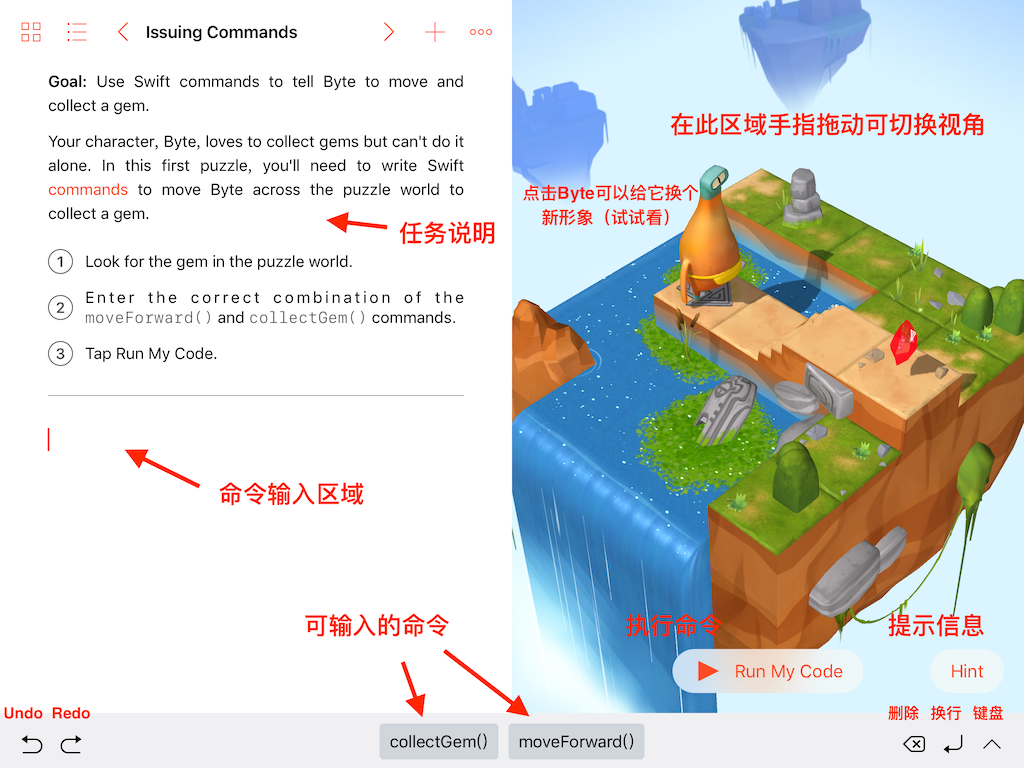 Issuing Commands
Goal: Use Swift commands to tell Byte to move and
collect a gem.
Your character, Byte, loves to collect gems but can't do it
alone. In this first puzzle, you'll need to write Swift
commands to move Byte across the puzzle world to
collect a gem.
任务说明
1 Look for the gem in the puzzle world.
2 Enter the correct combination of the
moveForward() and collectGem() commands.
3 Tap Run My Code.
命令输入区域
可输入的命令
在此区域手指拖动可切换视角
点击Byte可以给它换个
新形象（试试看）
执行命令
提示信息
Run My Code
Hint
Undo Redo
删除 换行 键盘
collectGem()
moveForward()